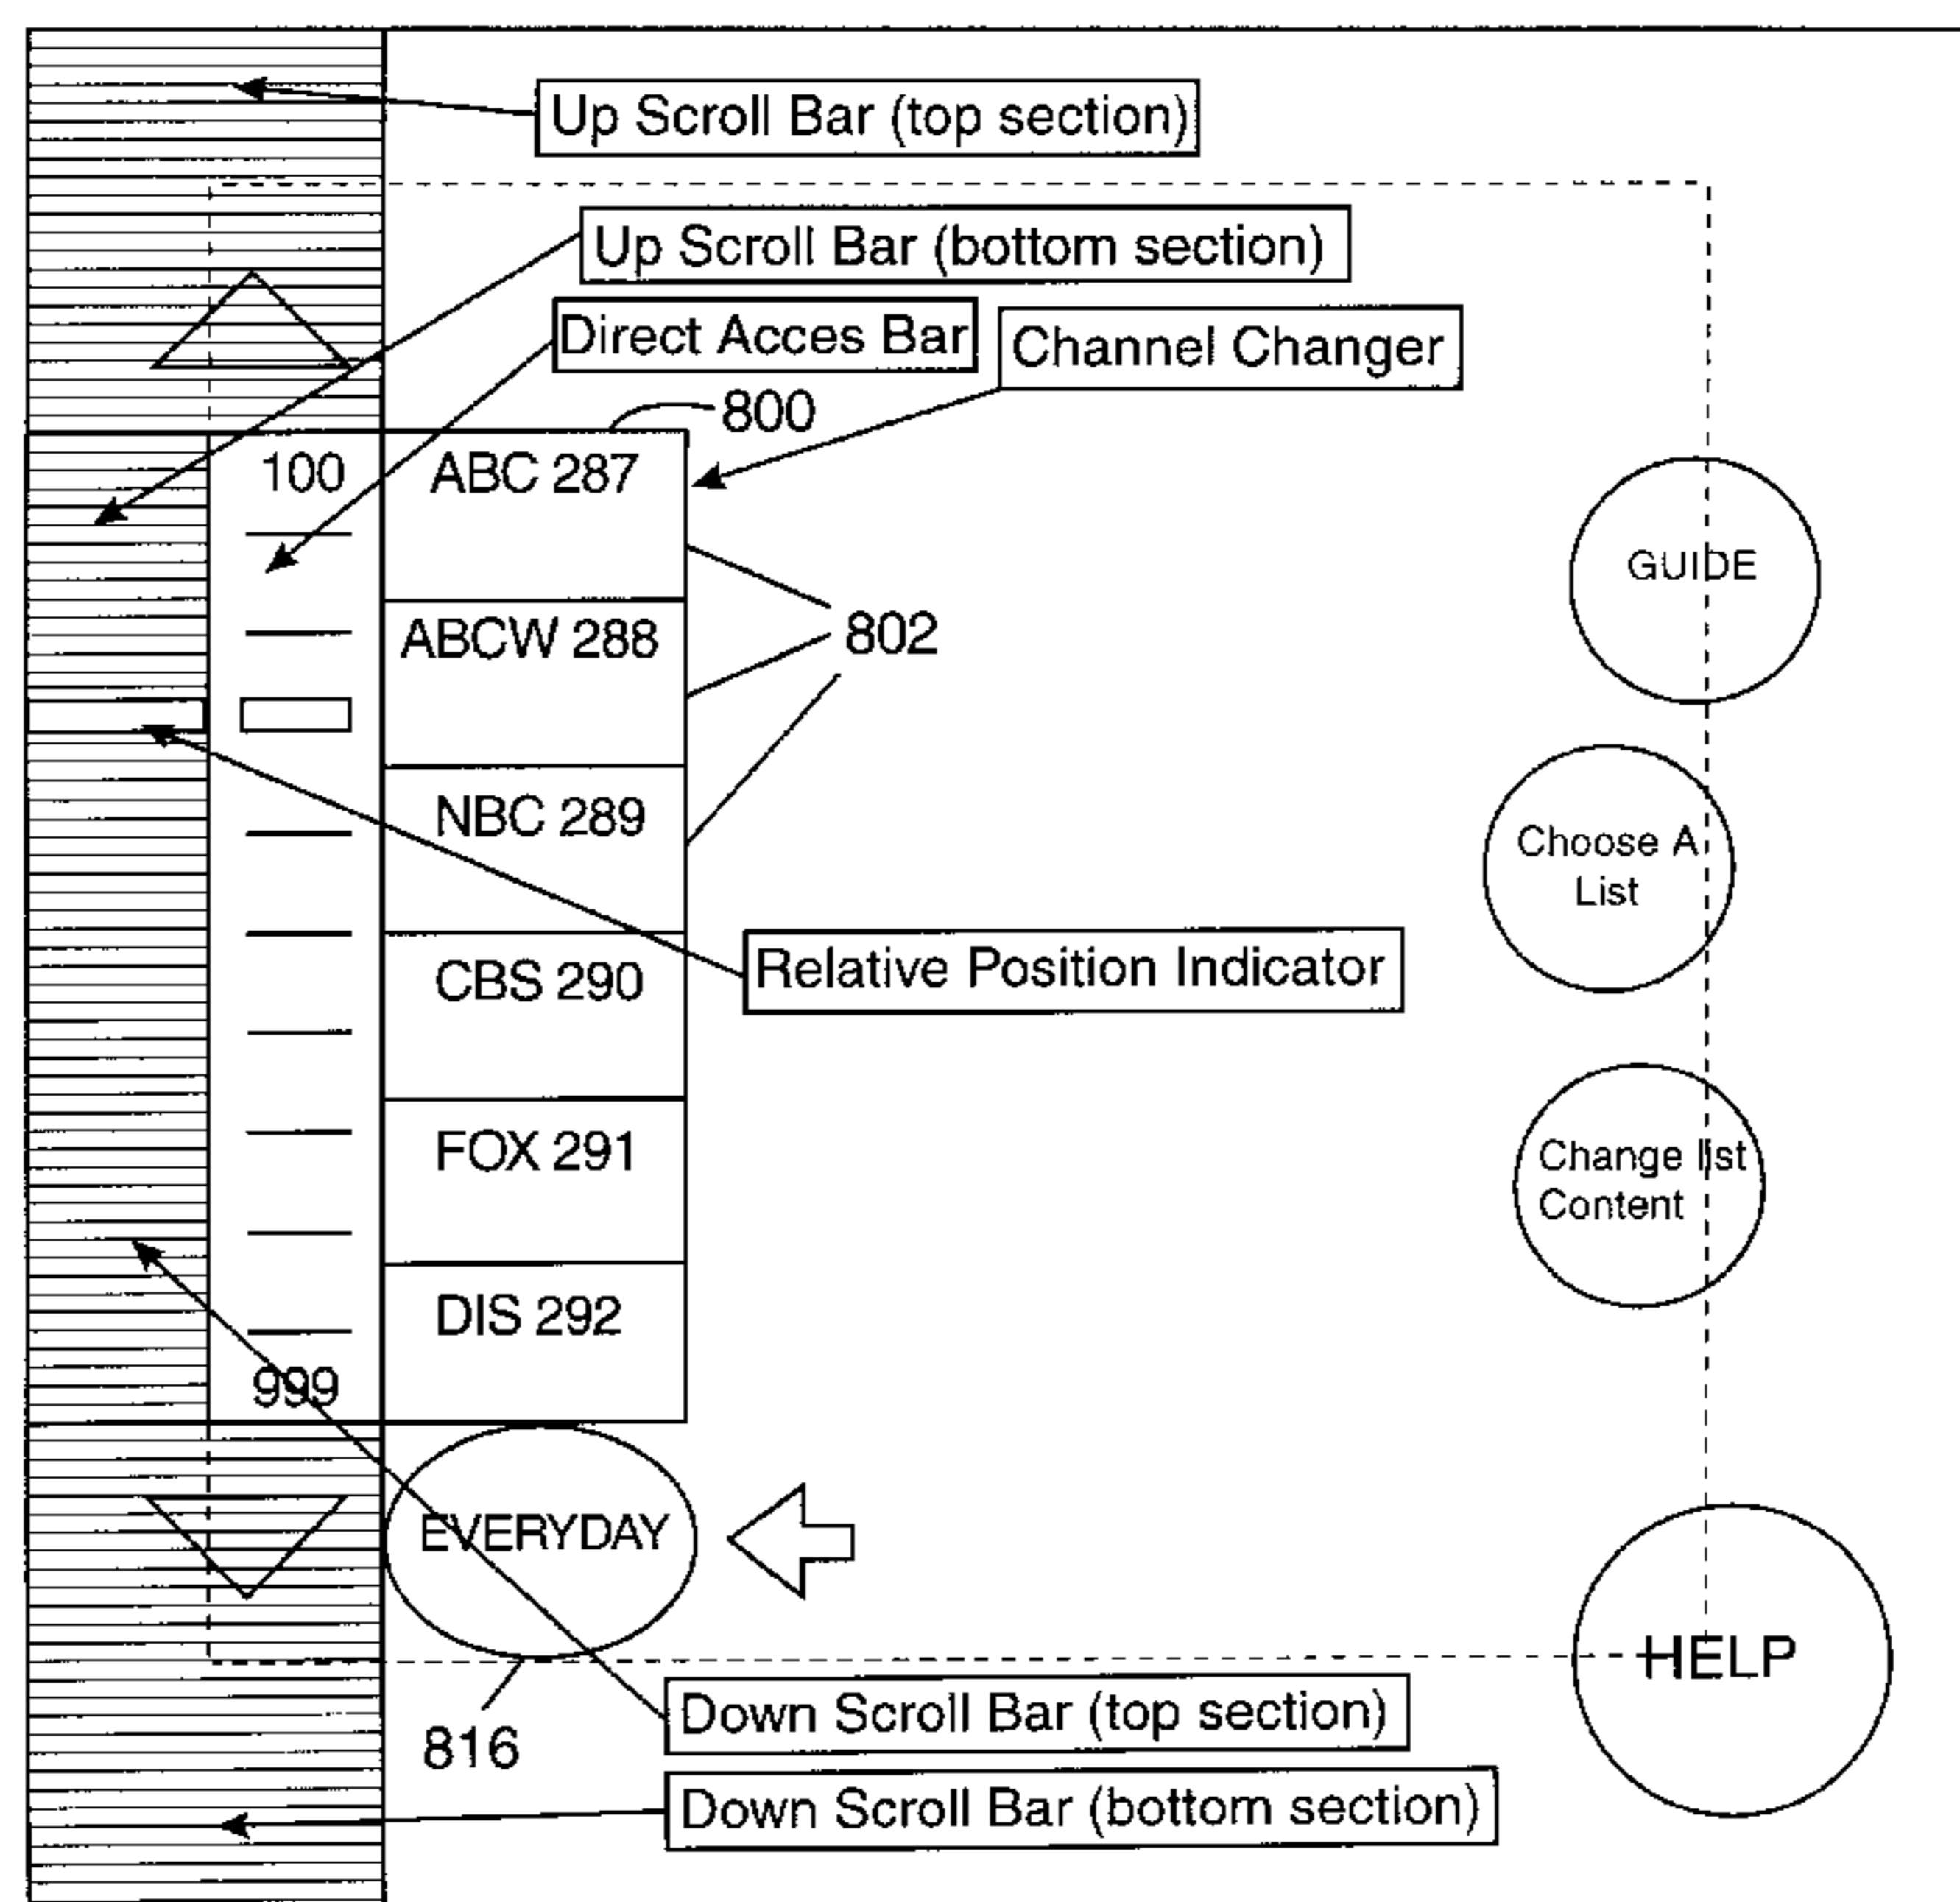 Up Scroll Bar (top section)
Up Scroll Bar (bottom section)
Direct Acces Bar
Channel Changer
800
100
ABC 287
GUIDE
ABCW 288
802
NBC 289
Choose A
List
CBS 290
Relative Position Indicator
FOX 291
Change list
Content
DIS 292
999
EVERYDAY
HELP
Down Scroll Bar (top section)
816
Down Scroll Bar (bottom section)